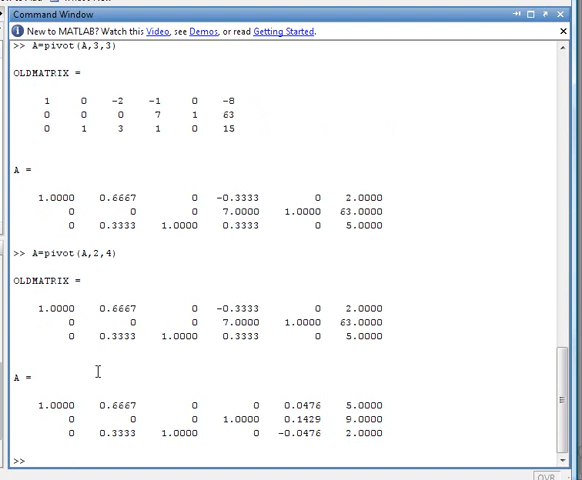 Command Window
New to MATLAB? Watch this Video, see Demos, or read Getting Started.
>> A=pivot(A,3,3)
OLDMATRIX =
1 0 -2 -1 0 -8
0 0 0 7 1 63
0 1 3 1 0 15
A =
1.0000 0.6667 0 -0.3333 0 2.0000
0 0 0 7.0000 1.0000 63.0000
0 0.3333 1.0000 0.3333 0 5.0000
>> A=pivot(A,2,4)
OLDMATRIX =
1.0000 0.6667 0 -0.3333 0 2.0000
0 0 0 7.0000 1.0000 63.0000
0 0.3333 1.0000 0.3333 0 5.0000
A =
1.0000 0.6667 0 0 0.0476 5.0000
0 0 0 1.0000 0.1429 9.0000
0 0.3333 1.0000 0 -0.0476 2.0000
>>
OVR